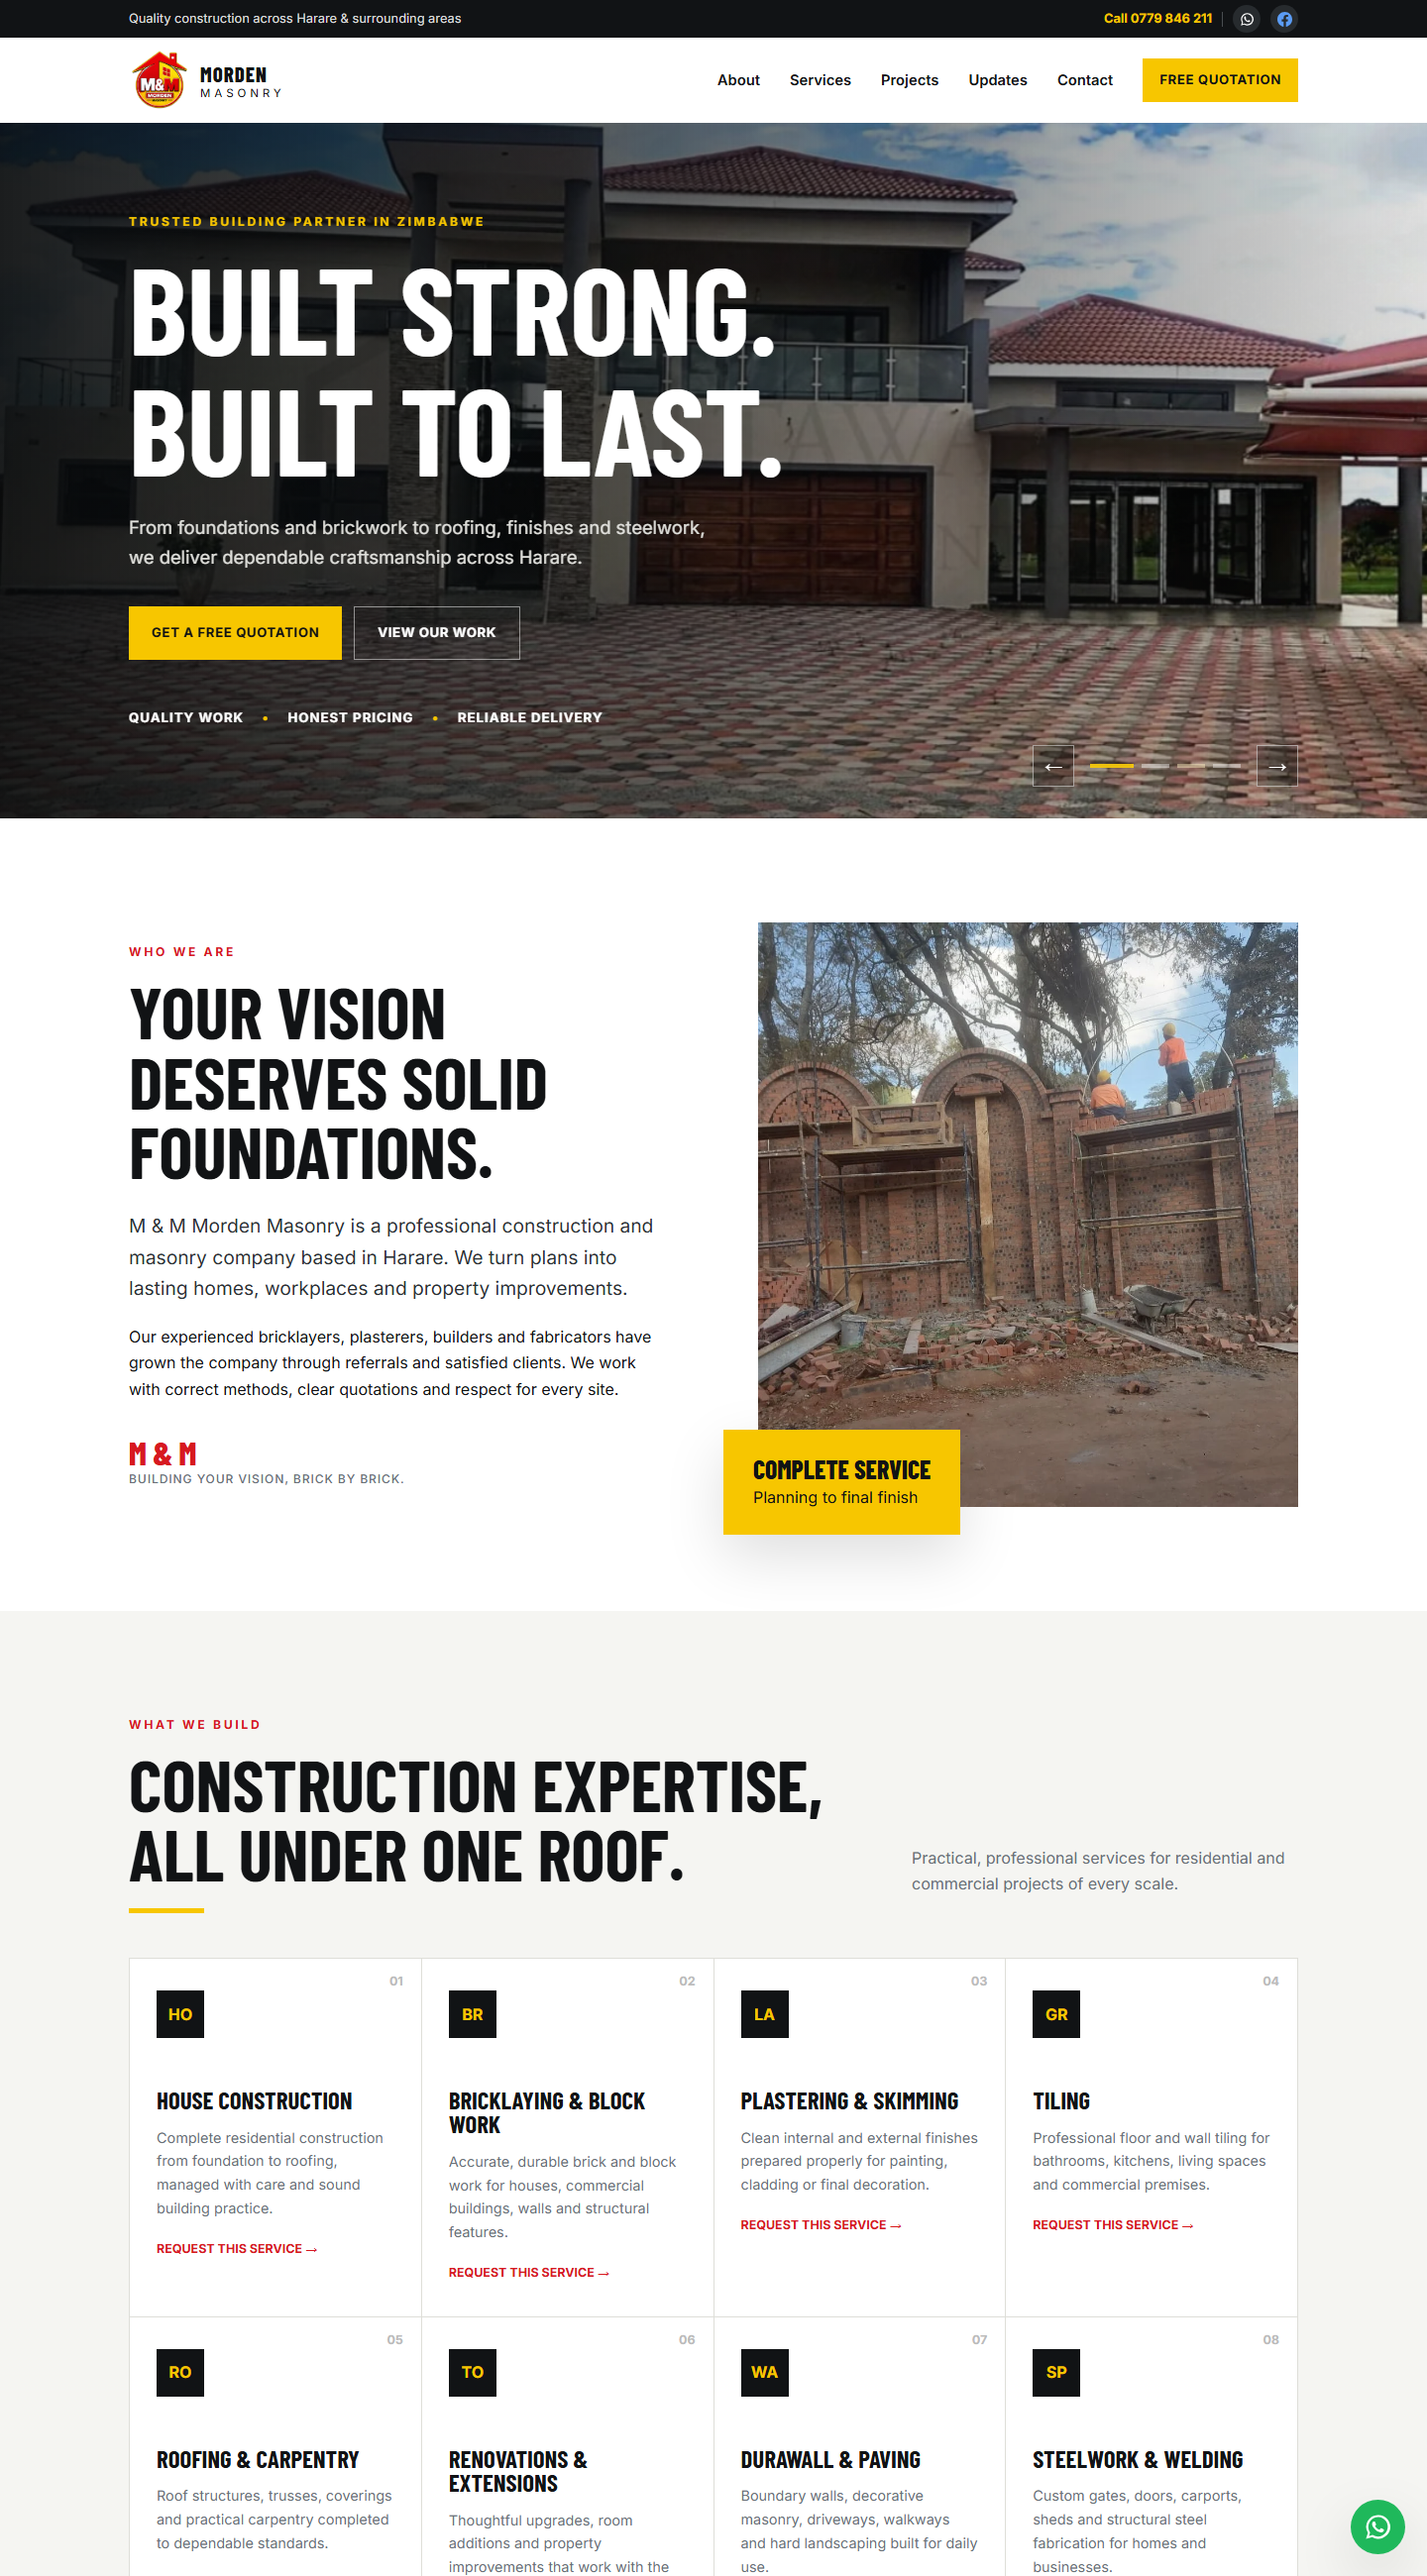 Quality construction across Harare & surrounding areas
Call 0779 846 211
M&M
MORDEN
MORDEN
MASONRY
About
Services
Projects
Updates
Contact
FREE QUOTATION
TRUSTED BUILDING PARTNER IN ZIMBABWE
BUILT STRONG.
BUILT TO LAST.
From foundations and brickwork to roofing, finishes and steelwork,
we deliver dependable craftsmanship across Harare.
GET A FREE QUOTATION
VIEW OUR WORK
QUALITY WORK • HONEST PRICING • RELIABLE DELIVERY
← →
WHO WE ARE
YOUR VISION
DESERVES SOLID
FOUNDATIONS.
M & M Morden Masonry is a professional construction and
masonry company based in Harare. We turn plans into
lasting homes, workplaces and property improvements.
Our experienced bricklayers, plasterers, builders and fabricators have
grown the company through referrals and satisfied clients. We work
with correct methods, clear quotations and respect for every site.
M & M
BUILDING YOUR VISION, BRICK BY BRICK.
COMPLETE SERVICE
Planning to final finish
WHAT WE BUILD
CONSTRUCTION EXPERTISE,
ALL UNDER ONE ROOF.
Practical, professional services for residential and
commercial projects of every scale.
01
HO
HOUSE CONSTRUCTION
Complete residential construction
from foundation to roofing,
managed with care and sound
building practice.
REQUEST THIS SERVICE →
02
BR
BRICKLAYING & BLOCK
WORK
Accurate, durable brick and block
work for houses, commercial
buildings, walls and structural
features.
REQUEST THIS SERVICE →
03
LA
PLASTERING & SKIMMING
Clean internal and external finishes
prepared properly for painting,
cladding or final decoration.
REQUEST THIS SERVICE →
04
GR
TILING
Professional floor and wall tiling for
bathrooms, kitchens, living spaces
and commercial premises.
REQUEST THIS SERVICE →
05
RO
ROOFING & CARPENTRY
Roof structures, trusses, coverings
and practical carpentry completed
to dependable standards.
06
TO
RENOVATIONS &
EXTENSIONS
Thoughtful upgrades, room
additions and property
improvements that work with the
07
WA
DURAWALL & PAVING
Boundary walls, decorative
masonry, driveways, walkways
and hard landscaping built for daily
use.
08
SP
STEELWORK & WELDING
Custom gates, doors, carports,
sheds and structural steel
fabrication for homes and
businesses.